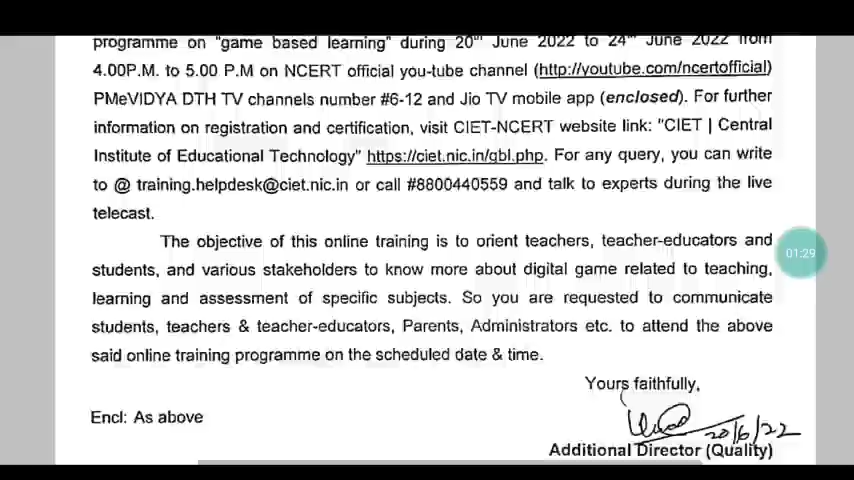 programme on "game based learning" during 20th June 2022 to 24th June 2022 from
4.00P.M. to 5.00 P.M on NCERT official you-tube channel (http://youtube.com/ncertofficial)
PMeVIDYA DTH TV channels number #6-12 and Jio TV mobile app (enclosed). For further
information on registration and certification, visit CIET-NCERT website link: "CIET | Central
Institute of Educational Technology" https://ciet.nic.in/gbl.php. For any query, you can write
to @ training.helpdesk@ciet.nic.in or call #8800440559 and talk to experts during the live
telecast.
The objective of this online training is to orient teachers, teacher-educators and
students, and various stakeholders to know more about digital game related to teaching,
learning and assessment of specific subjects. So you are requested to communicate
students, teachers & teacher-educators, Parents, Administrators etc. to attend the above
said online training programme on the scheduled date & time.
01:29
Yours faithfully,
Encl: As above
20/6/22
Additional Director (Quality)